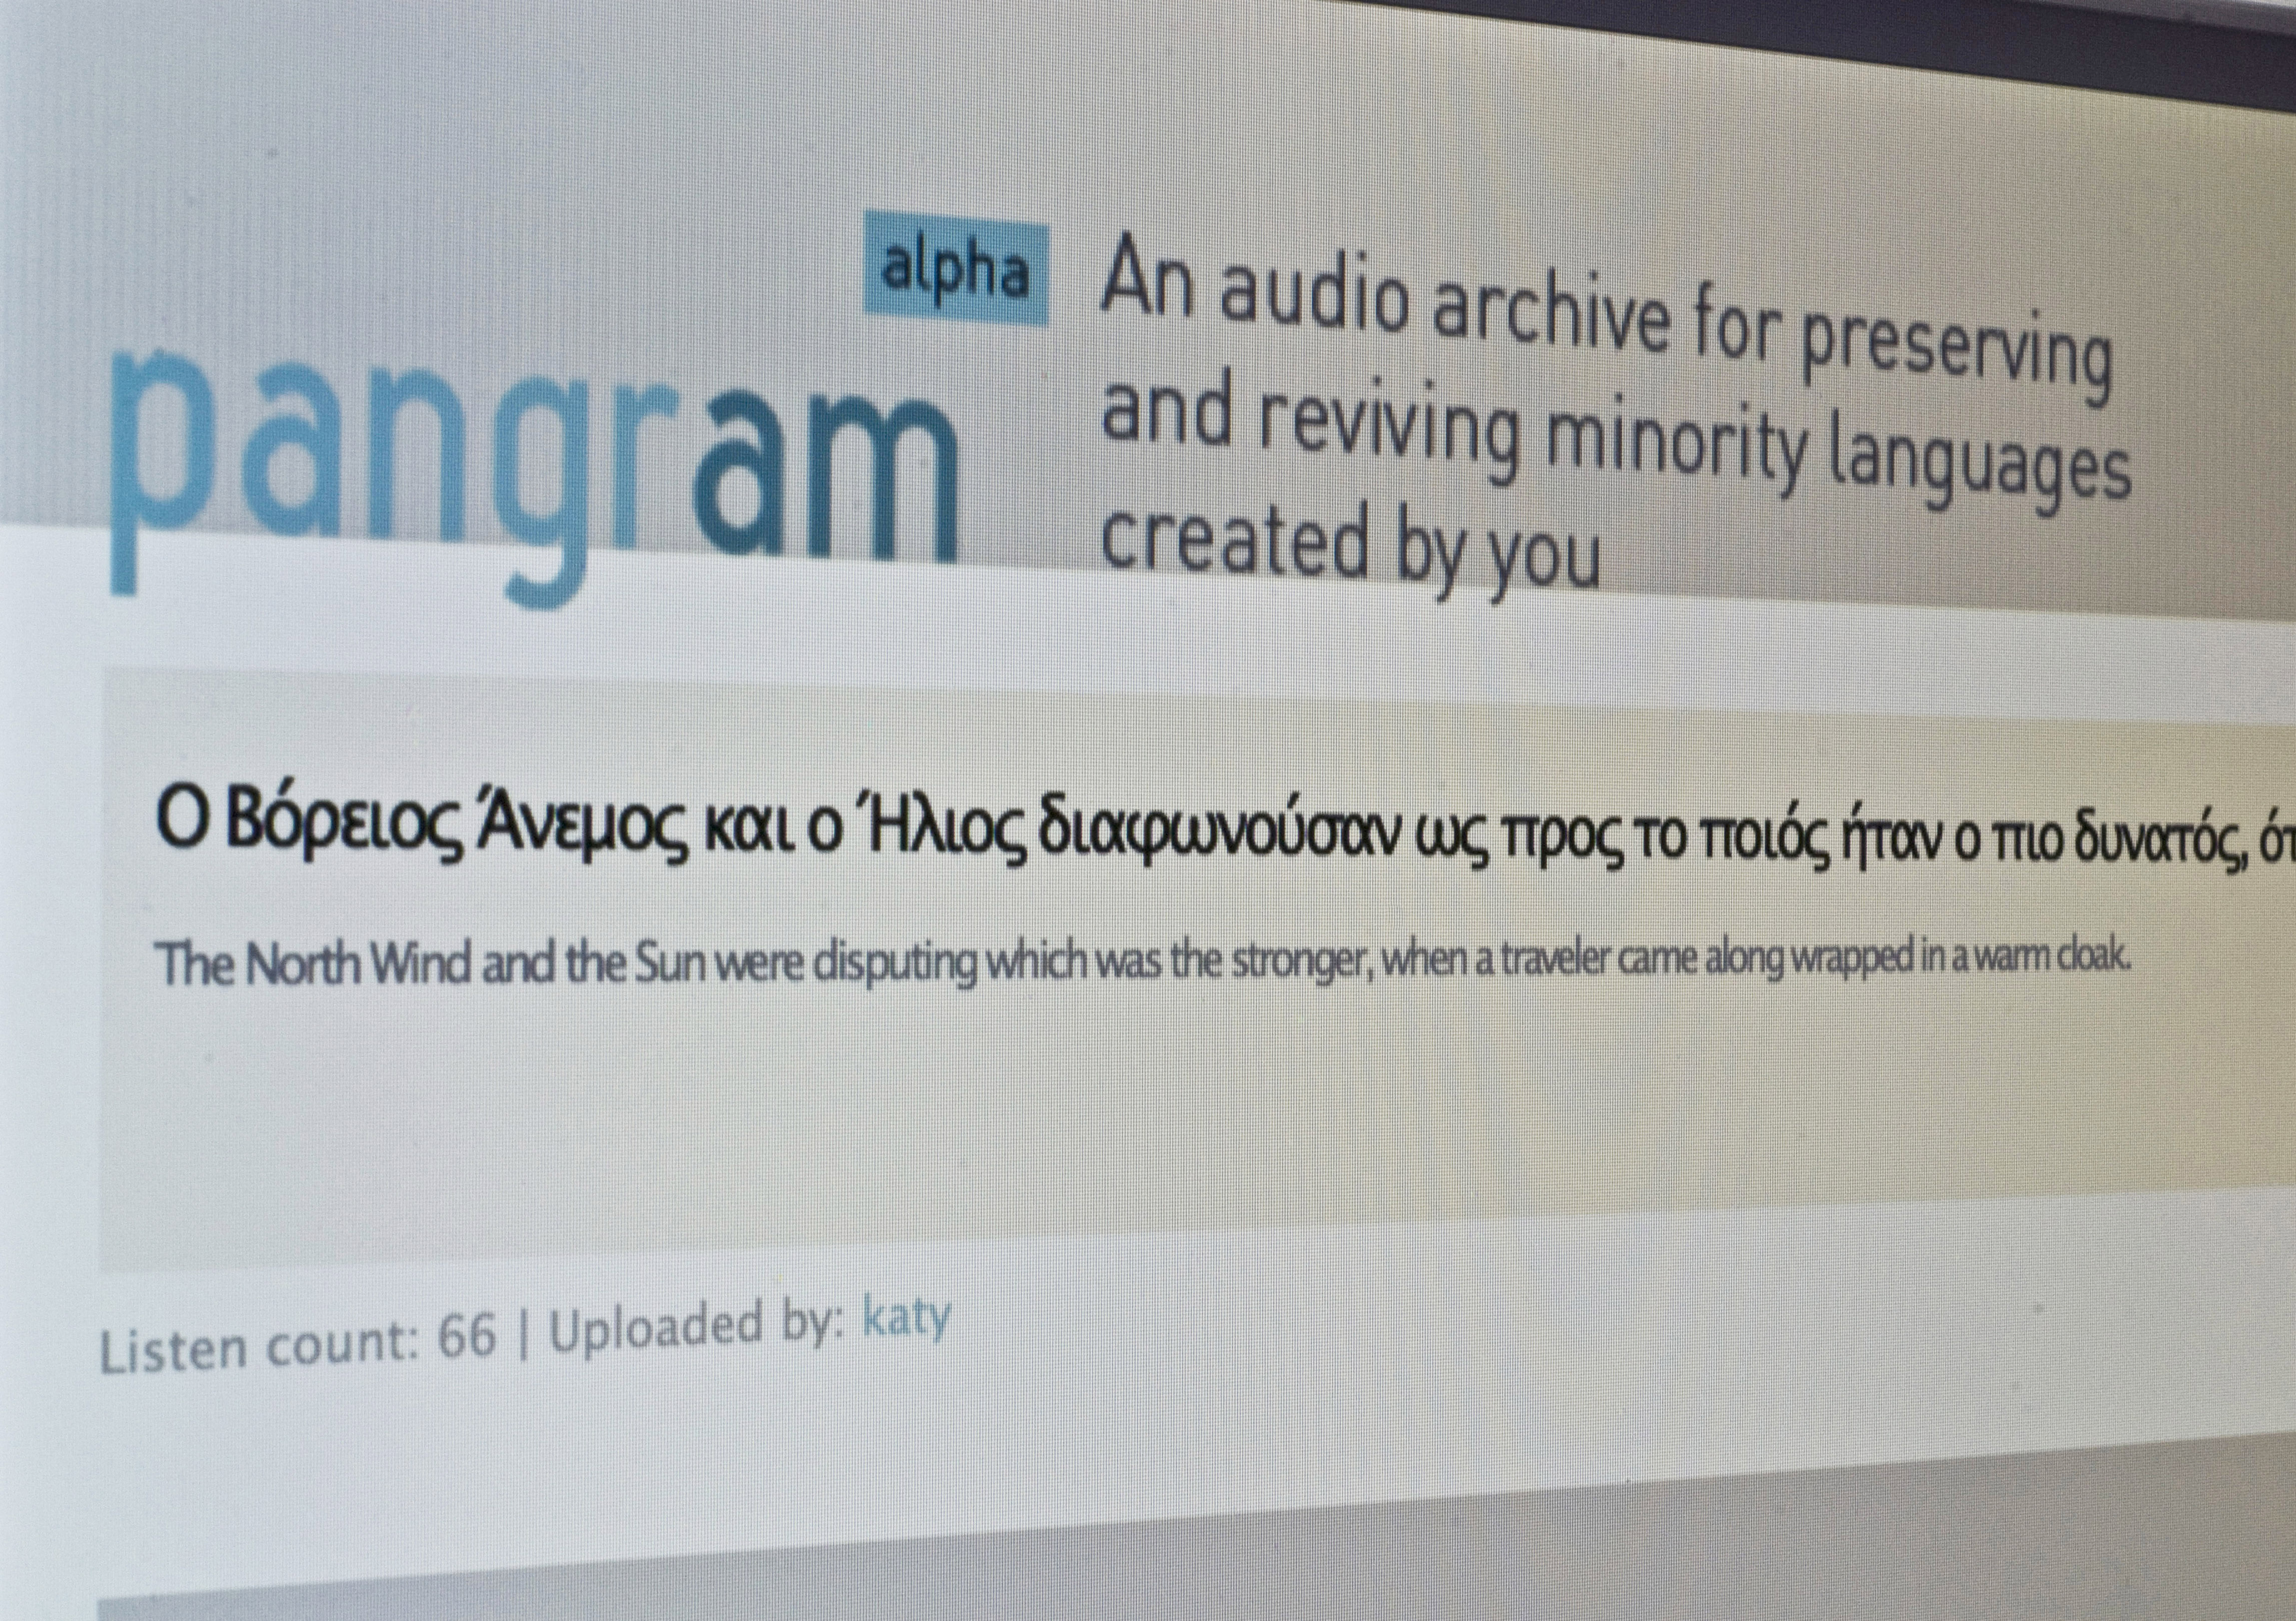 alpha
An audio archive for preserving
and reviving minority languages
created by you
pangram
Ο Βόρειος Άνεμος και ο Ήλιος διαφωνούσαν ως προς το ποιός ήταν ο πιο δυνατός,
The North Wind and the Sun were disputing which was the stronger, when a traveler came along wrapped in a warm cloak.
Listen count: 66 | Uploaded by: katy